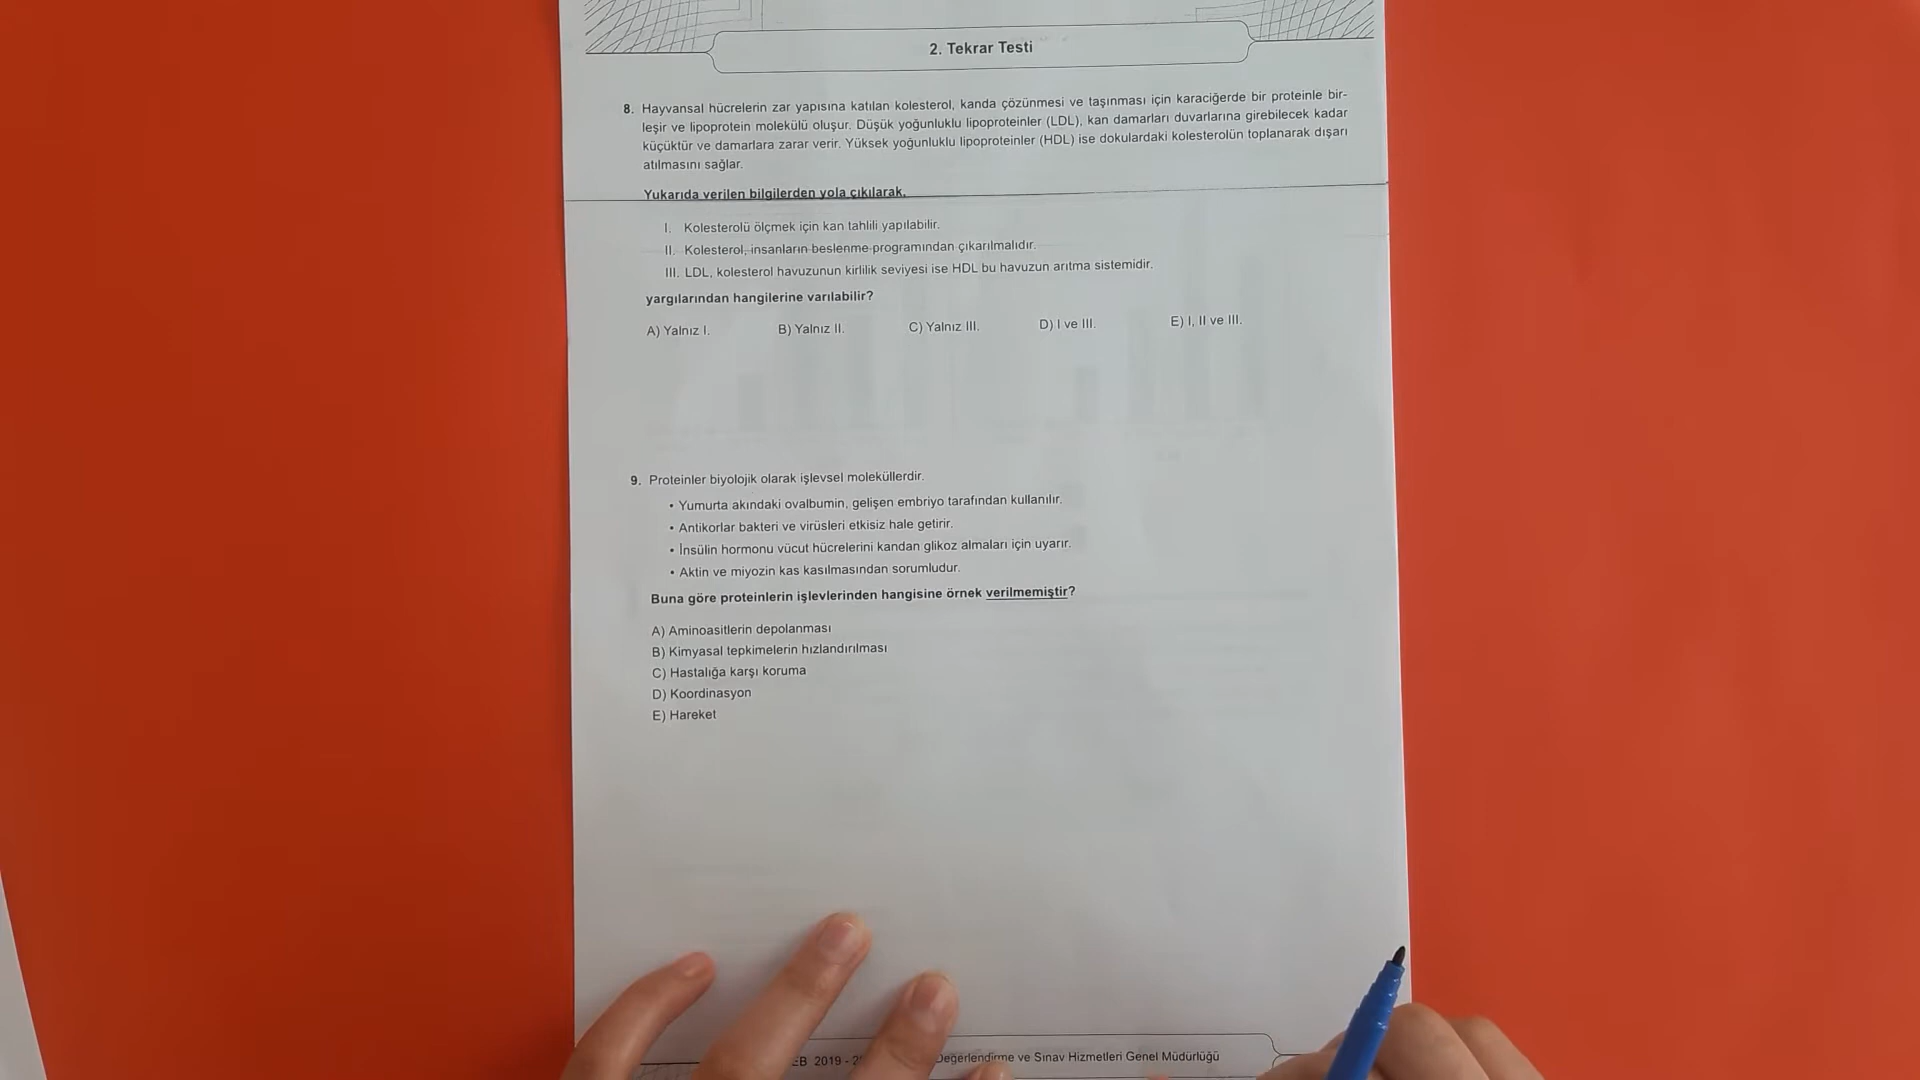 2. Tekrar Testi
8. Hayvansal hücrelerin zar yapısına katılan kolesterol, kanda çözünmesi ve taşınması için karaciğerde bir proteinle bir-
leşir ve lipoprotein molekülü oluşur. Düşük yoğunluklu lipoproteinler (LDL), kan damarları duvarlarına girebilecek kadar
küçüktür ve damarlara zarar verir. Yüksek yoğunluklu lipoproteinler (HDL) ise dokulardaki kolesterolün toplanarak dışarı
atılmasını sağlar.
Yukarıda verilen bilgilerden yola çıkılarak,
I. Kolesterolü ölçmek için kan tahlili yapılabilir.
II. Kolesterol, insanların beslenme programından çıkarılmalıdır.
III. LDL, kolesterol havuzunun kirlilik seviyesi ise HDL bu havuzun arıtma sistemidir.
yargılarından hangilerine varılabilir?
A) Yalnız I. B) Yalnız II. C) Yalnız III. D) I ve III. E) I, II ve III.
9. Proteinler biyolojik olarak işlevsel moleküllerdir.
• Yumurta akındaki ovalbumin, gelişen embriyo tarafından kullanılır.
• Antikorlar bakteri ve virüsleri etkisiz hale getirir.
• İnsülin hormonu vücut hücrelerini kandan glikoz almaları için uyarır.
• Aktin ve miyozin kas kasılmasından sorumludur.
Buna göre proteinlerin işlevlerinden hangisine örnek verilmemiştir?
A) Aminoasitlerin depolanması
B) Kimyasal tepkimelerin hızlandırılması
C) Hastalığa karşı koruma
D) Koordinasyon
E) Hareket
2019 - Değerlendirme ve Sınav Hizmetleri Genel Müdürlüğü